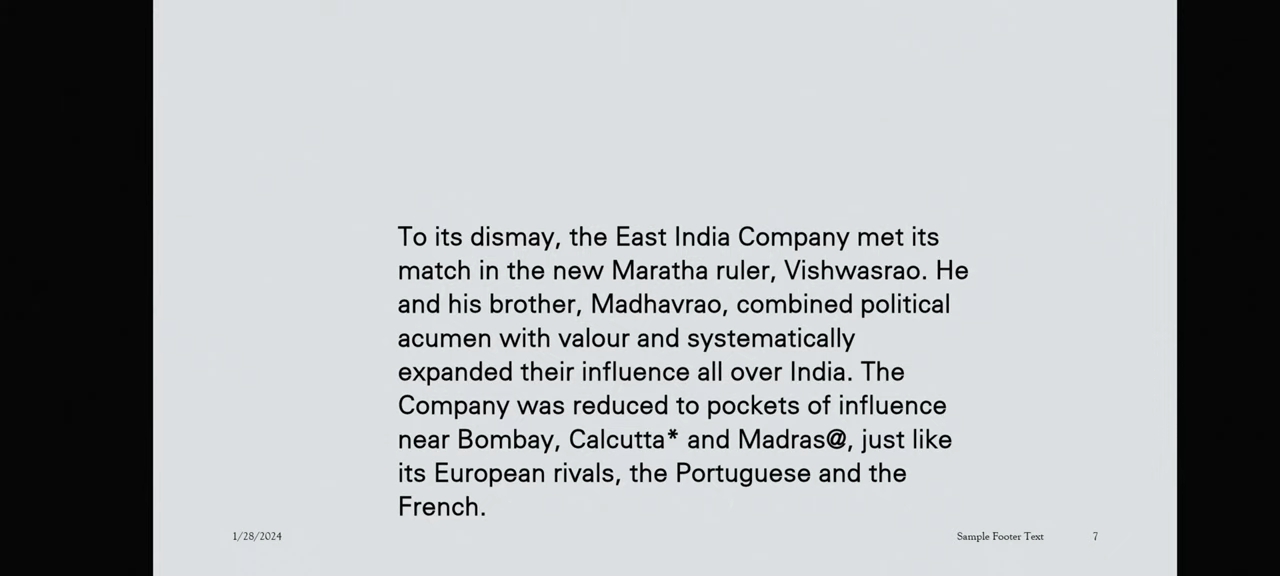 To its dismay, the East India Company met its
match in the new Maratha ruler, Vishwasrao. He
and his brother, Madhavrao, combined political
acumen with valour and systematically
expanded their influence all over India. The
Company was reduced to pockets of influence
near Bombay, Calcutta* and Madras@, just like
its European rivals, the Portuguese and the
French.
1/28/2024
Sample Footer Text
7